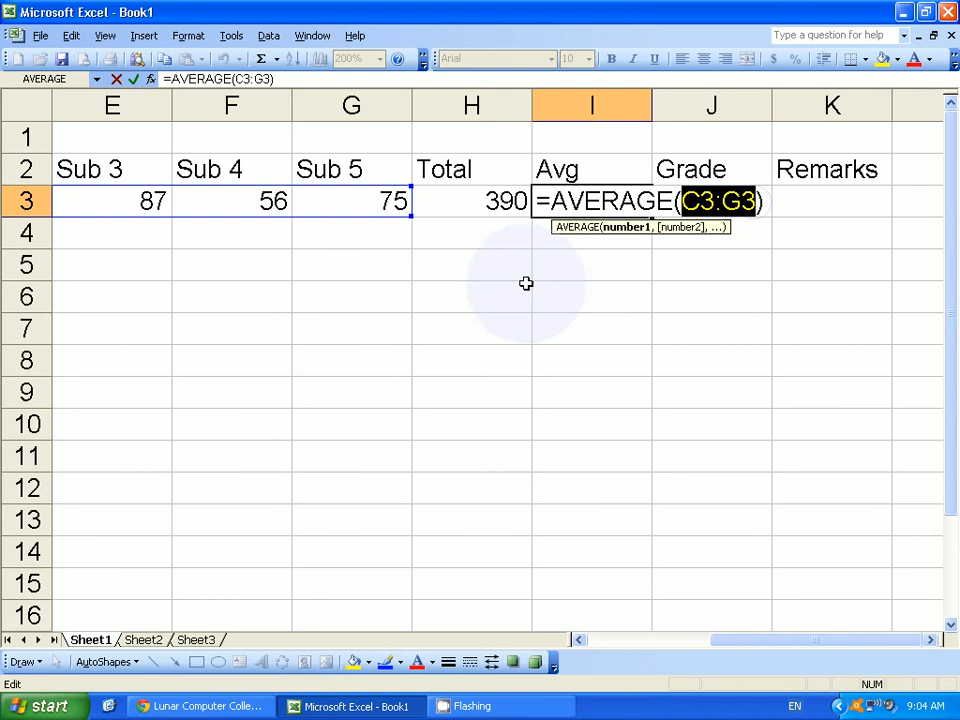 Microsoft Excel - Book1
File Edit View Insert Format Tools Data Window Help Type a question for help
200% Arial 10 B I U $ %
AVERAGE fx =AVERAGE(C3:G3)
E F G H I J K
1
2 Sub 3 Sub 4 Sub 5 Total Avg Grade Remarks
3 87 56 75 390 =AVERAGE(C3:G3)
4 AVERAGE(number1, [number2], ...)
5
6
7
8
9
10
11
12
13
14
15
16
Sheet1 Sheet2 Sheet3
Draw AutoShapes A A
Edit NUM
start Lunar Computer Colle... Microsoft Excel - Book1 Flashing EN 9:04 AM